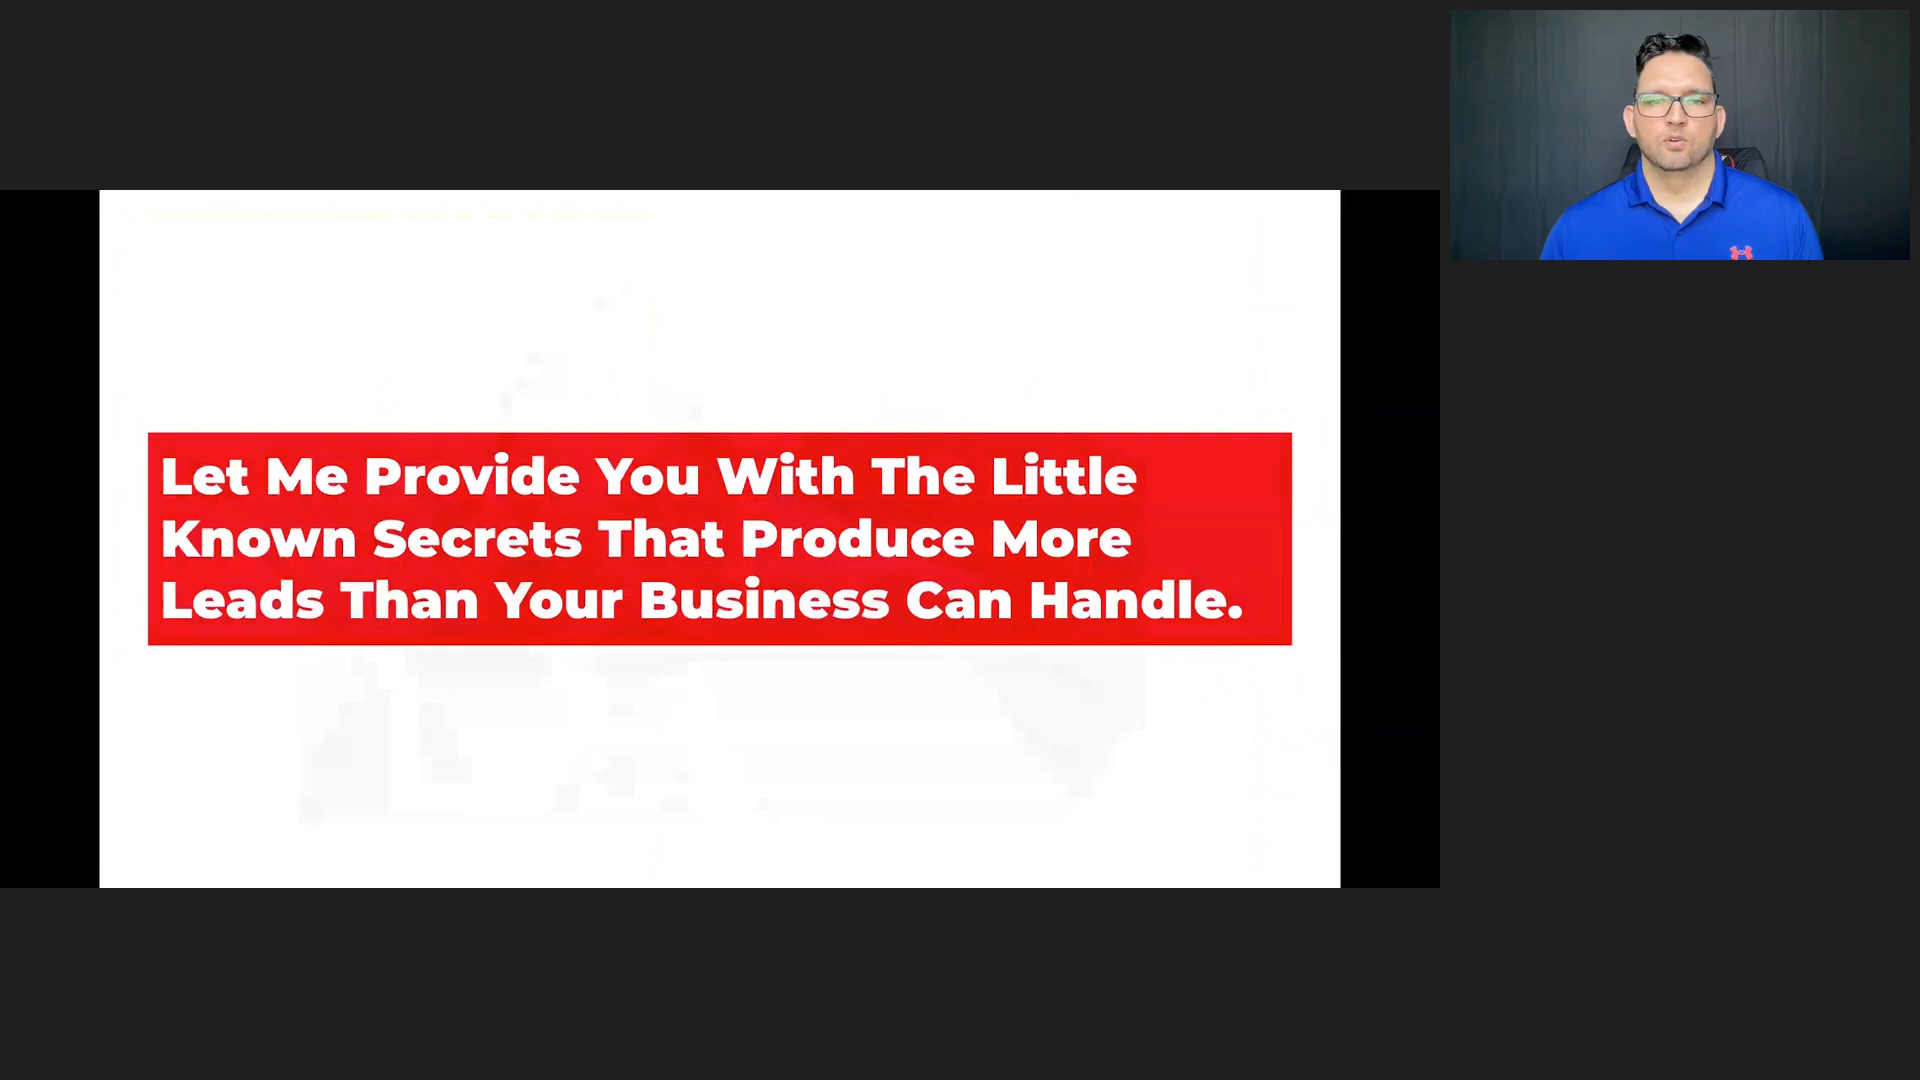 Let Me Provide You With The Little
Known Secrets That Produce More
Leads Than Your Business Can Handle.